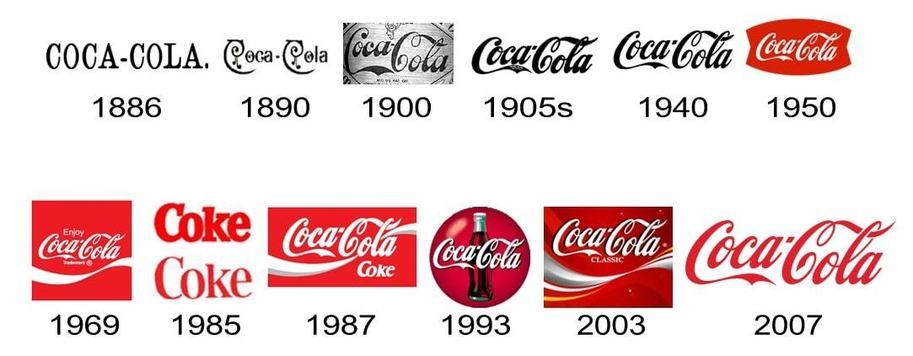 COCA-COLA.
Coca-Cola
Coca-Cola
Coca-Cola
Coca-Cola
Coca-Cola
1886
1890
1900
1905s
1940
1950
Enjoy
Coca-Cola
Trademark ®
Coke
Coke
Coca-Cola
Coke
Coca-Cola
Coca-Cola
CLASSIC
Coca-Cola
1969
1985
1987
1993
2003
2007